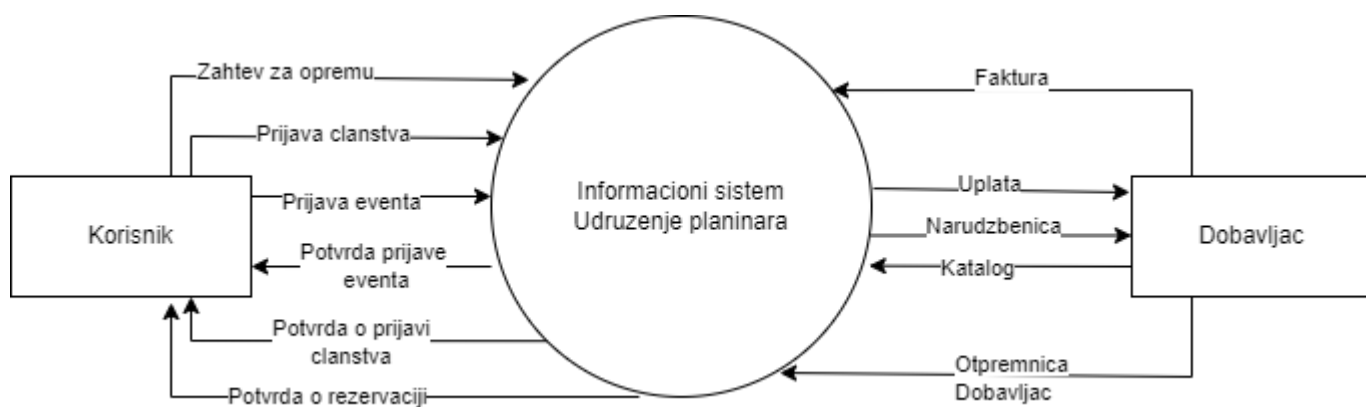 Zahtev za opremu
Prijava clanstva
Prijava eventa
Korisnik
Potvrda prijave
eventa
Potvrda o prijavi
clanstva
Potvrda o rezervaciji
Informacioni sistem
Udruzenje planinara
Faktura
Uplata
Narudzbenica
Katalog
Dobavljac
Otpremnica
Dobavljac